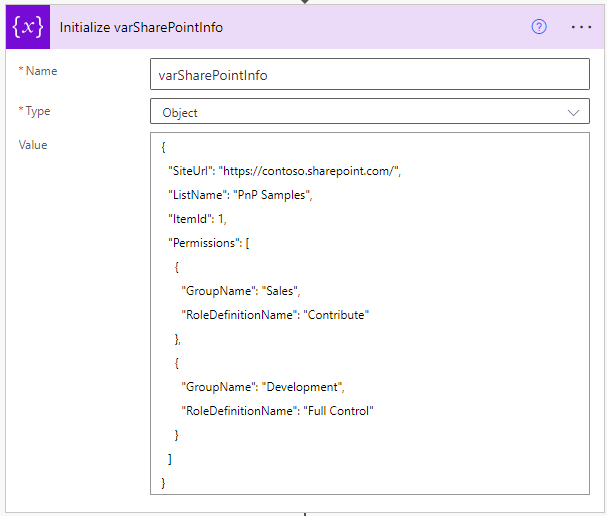 {x} Initialize varSharePointInfo ? ...
* Name varSharePointInfo
* Type Object
Value
{
"SiteUrl": "https://contoso.sharepoint.com/",
"ListName": "PnP Samples",
"ItemId": 1,
"Permissions": [
{
"GroupName": "Sales",
"RoleDefinitionName": "Contribute"
},
{
"GroupName": "Development",
"RoleDefinitionName": "Full Control"
}
]
}